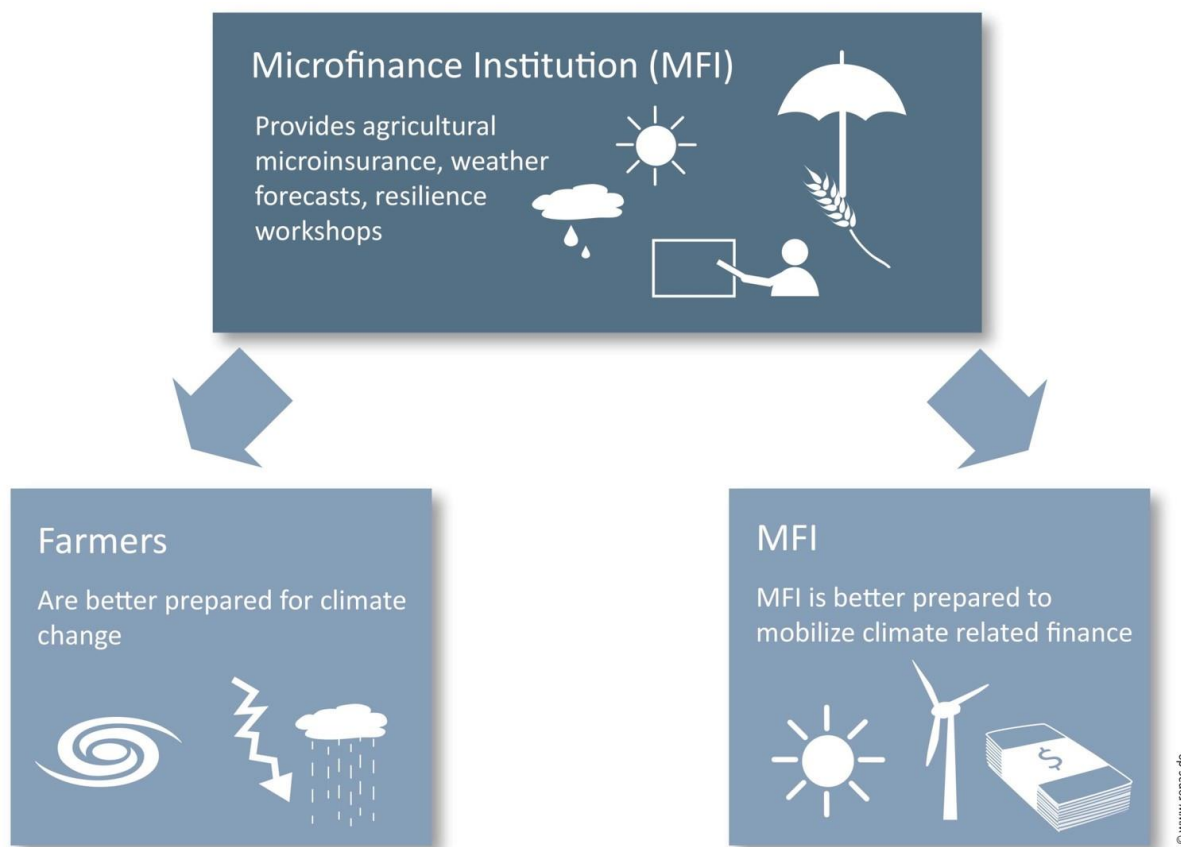 Microfinance Institution (MFI)
Provides agricultural
microinsurance, weather
forecasts, resilience
workshops
Farmers
Are better prepared for climate
change
MFI
MFI is better prepared to
mobilize climate related finance
$